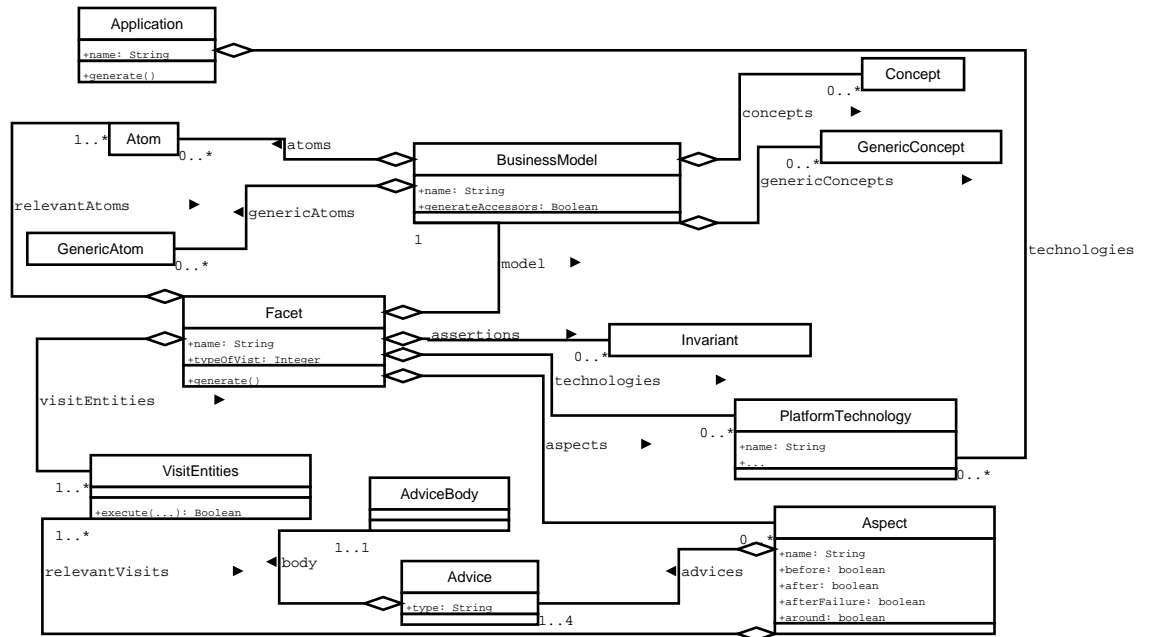 Application
+name: String
+generate()
Concept
0..*
concepts
1..*
Atom
0..*
atoms
BusinessModel
+name: String
+generateAccessors: Boolean
GenericConcept
0..*
genericConcepts
relevantAtoms
genericAtoms
GenericAtom
0..*
1
model
technologies
Facet
+name: String
+typeOfVist: Integer
+generate()
assertions
0..*
Invariant
technologies
visitEntities
PlatformTechnology
+name: String
+...
0..*
0..*
aspects
VisitEntities
+execute(...): Boolean
1..*
1..*
AdviceBody
1..1
body
relevantVisits
Advice
+type: String
1..4
advices
0..*
Aspect
+name: String
+before: boolean
+after: boolean
+afterFailure: boolean
+around: boolean